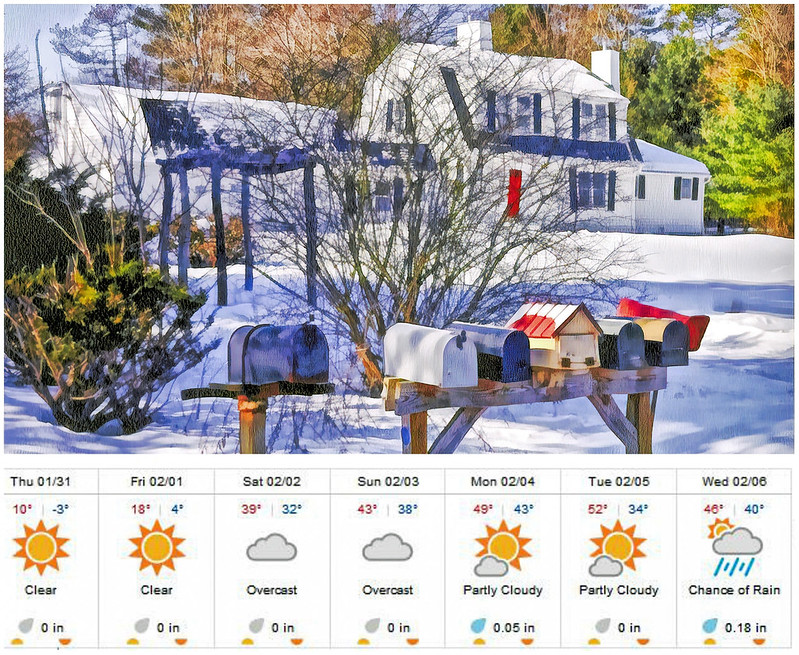 Thu 01/31 Fri 02/01 Sat 02/02 Sun 02/03 Mon 02/04 Tue 02/05 Wed 02/06
10° | -3° 18° | 4° 39° | 32° 43° | 38° 49° | 43° 52° | 34° 46° | 40°
Clear Clear Overcast Overcast Partly Cloudy Partly Cloudy Chance of Rain
0 in 0 in 0 in 0 in 0.05 in 0 in 0.18 in